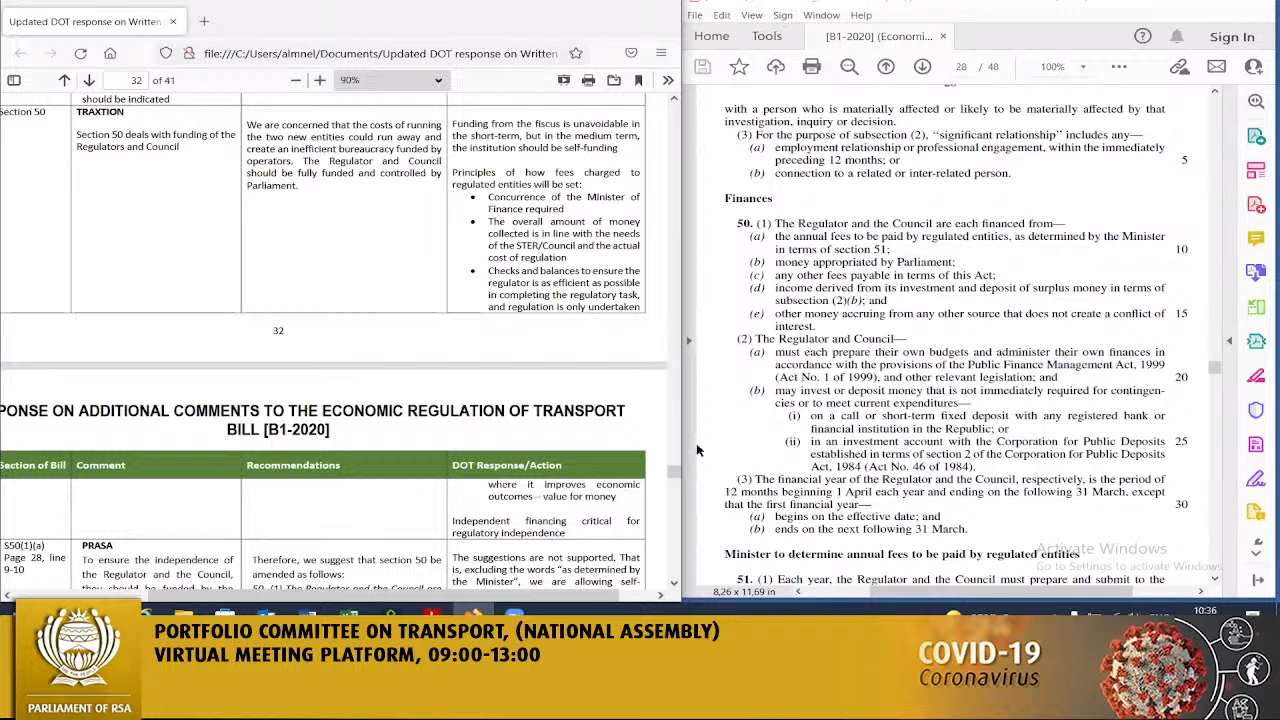 Updated DOT response on Written
file:///C:/Users/aimnel/Documents/Updated DOT response on Written
32 of 41
90%
should be indicated
Section 50
TRAXTION
Section 50 deals with funding of the
Regulators and Council
We are concerned that the costs of running
the two new entities could run away and
create an inefficient bureaucracy funded by
operators. The Regulator and Council
should be fully funded and controlled by
Parliament.
Funding from the fiscus is unavoidable in
the short-term, but in the medium term,
the institution should be self-funding
Principles of how fees charged to
regulated entities will be set:
• Concurrence of the Minister of
Finance required
• The overall amount of money
collected is in line with the needs
of the STER/Council and the actual
cost of regulation
• Checks and balances to ensure the
regulator is as efficient as possible
in completing the regulatory task,
and regulation is only undertaken
32
PONSE ON ADDITIONAL COMMENTS TO THE ECONOMIC REGULATION OF TRANSPORT
BILL [B1-2020]
Section of Bill
Comment
Recommendations
DOT Response/Action
where it improves economic
outcomes – value for money
Independent financing critical for
regulatory independence
S50(1)(a)
Page 28, line
9-10
PRASA
To ensure the independence of
the Regulator and the Council,
they should be funded by the
Therefore, we suggest that section 50 be
amended as follows:
50. (1) The Regulator and the Council are
The suggestions are not supported. That
is, excluding the words "as determined by
the Minister", we are allowing self-
File Edit View Sign Window Help
Home Tools
[B1-2020] (Economi...
Sign In
28 / 48
100%
with a person who is materially affected or likely to be materially affected by that
investigation, inquiry or decision.
(3) For the purpose of subsection (2), ‘‘significant relationship’’ includes any—
(a) employment relationship or professional engagement, within the immediately
preceding 12 months; or 5
(b) connection to a related or inter-related person.
Finances
50. (1) The Regulator and the Council are each financed from—
(a) the annual fees to be paid by regulated entities, as determined by the Minister
in terms of section 51; 10
(b) money appropriated by Parliament;
(c) any other fees payable in terms of this Act;
(d) income derived from its investment and deposit of surplus money in terms of
subsection (2)(b); and
(e) other money accruing from any other source that does not create a conflict of 15
interest.
(2) The Regulator and Council—
(a) must each prepare their own budgets and administer their own finances in
accordance with the provisions of the Public Finance Management Act, 1999
(Act No. 1 of 1999), and other relevant legislation; and 20
(b) may invest or deposit money that is not immediately required for contingen-
cies or to meet current expenditures—
(i) on a call or short-term fixed deposit with any registered bank or
financial institution in the Republic; or
(ii) in an investment account with the Corporation for Public Deposits 25
established in terms of section 2 of the Corporation for Public Deposits
Act, 1984 (Act No. 46 of 1984).
(3) The financial year of the Regulator and the Council, respectively, is the period of
12 months beginning 1 April each year and ending on the following 31 March, except
that the first financial year— 30
(a) begins on the effective date; and
(b) ends on the next following 31 March.
Minister to determine annual fees to be paid by regulated entities
51. (1) Each year, the Regulator and the Council must prepare and submit to the
Activate Windows
Go to Settings to activate Windows.
8,26 x 11,69 in
10:36
PORTFOLIO COMMITTEE ON TRANSPORT, (NATIONAL ASSEMBLY)
VIRTUAL MEETING PLATFORM, 09:00-13:00
PARLIAMENT OF RSA
COVID-19
Coronavirus